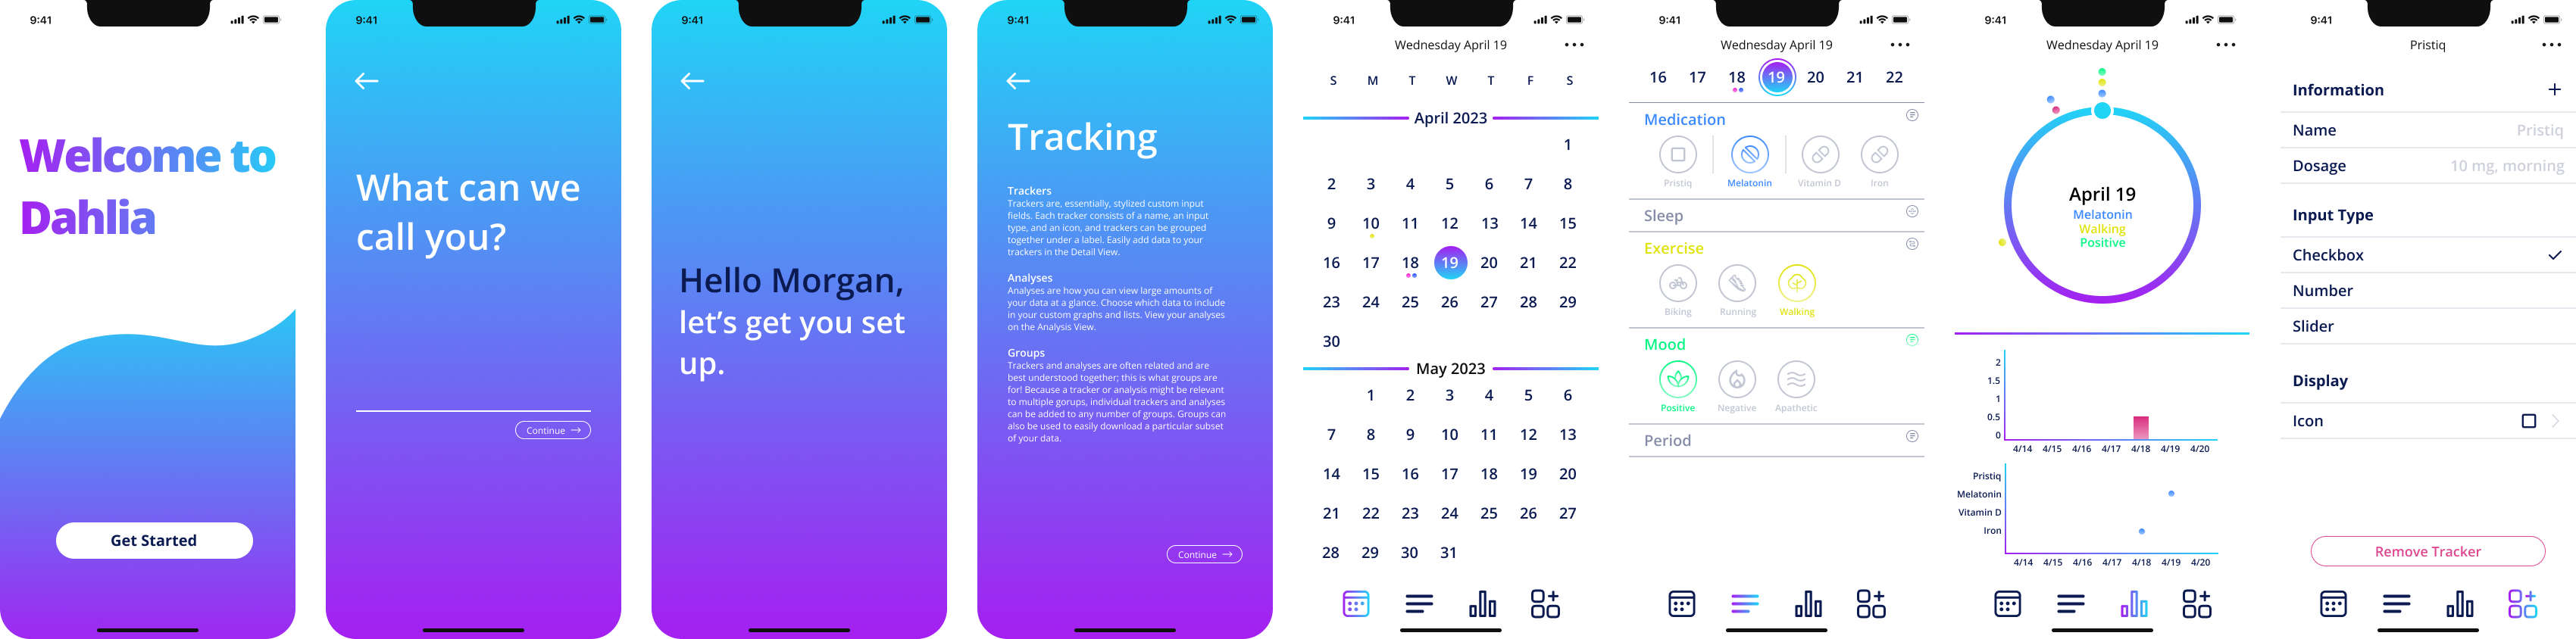 9:41
Welcome to
Dahlia
Get Started
9:41
What can we
call you?
Continue →
9:41
Hello Morgan,
let's get you set
up.
9:41
Tracking
Trackers
Trackers are, essentially, stylized custom input
fields. Each tracker consists of a name, an input
type, and an icon, and trackers can be grouped
together under a label. Easily add data to your
trackers in the Detail View.
Analyses
Analyses are how you can view large amounts of
your data at a glance. Choose which data to include
in your custom graphs and lists. View your analyses
on the Analysis View.
Groups
Trackers and analyses are often related and are
best understood together; this is what groups are
for! Because a tracker or analysis might be relevant
to multiple gorups, individual trackers and analyses
can be added to any number of groups. Groups can
also be used to easily download a particular subset
of your data.
Continue →
9:41
Wednesday April 19
S M T W T F S
April 2023
1
2 3 4 5 6 7 8
9 10 11 12 13 14 15
16 17 18 19 20 21 22
23 24 25 26 27 28 29
30
May 2023
1 2 3 4 5 6
7 8 9 10 11 12 13
14 15 16 17 18 19 20
21 22 23 24 25 26 27
28 29 30 31
9:41
Wednesday April 19
16 17 18 19 20 21 22
Medication
Pristiq Melatonin Vitamin D Iron
Sleep
Exercise
Biking Running Walking
Mood
Positive Negative Apathetic
Period
9:41
Wednesday April 19
April 19
Melatonin
Walking
Positive
2
1.5
1
0.5
0
4/14 4/15 4/16 4/17 4/18 4/19 4/20
Pristiq
Melatonin
Vitamin D
Iron
4/14 4/15 4/16 4/17 4/18 4/19 4/20
9:41
Pristiq
Information +
Name Pristiq
Dosage 10 mg, morning
Input Type
Checkbox
Number
Slider
Display
Icon
Remove Tracker